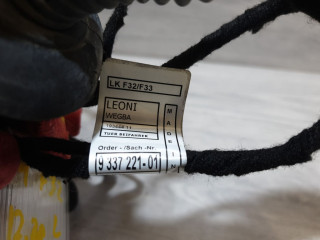 LK F32/F33
LEONI
WEGBA
TUER BEIFAHRER
Order - /Sach -Nr
9 337 221-01